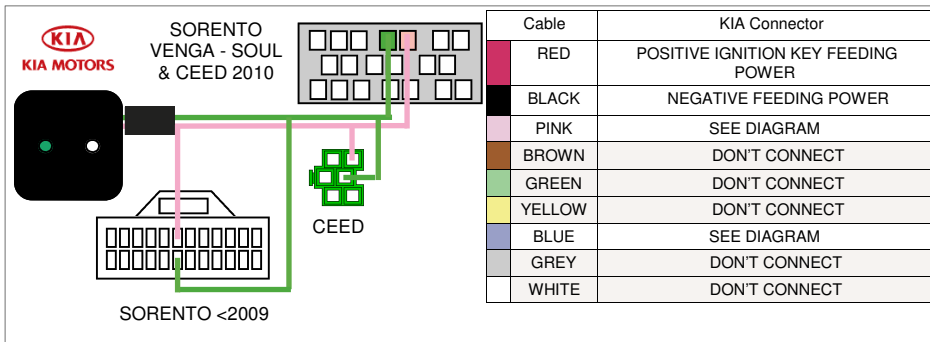 KIA
KIA MOTORS
SORENTO
VENGA - SOUL
& CEED 2010
CEED
SORENTO <2009
Cable KIA Connector
RED POSITIVE IGNITION KEY FEEDING
POWER
BLACK NEGATIVE FEEDING POWER
PINK SEE DIAGRAM
BROWN DON'T CONNECT
GREEN DON'T CONNECT
YELLOW DON'T CONNECT
BLUE SEE DIAGRAM
GREY DON'T CONNECT
WHITE DON'T CONNECT